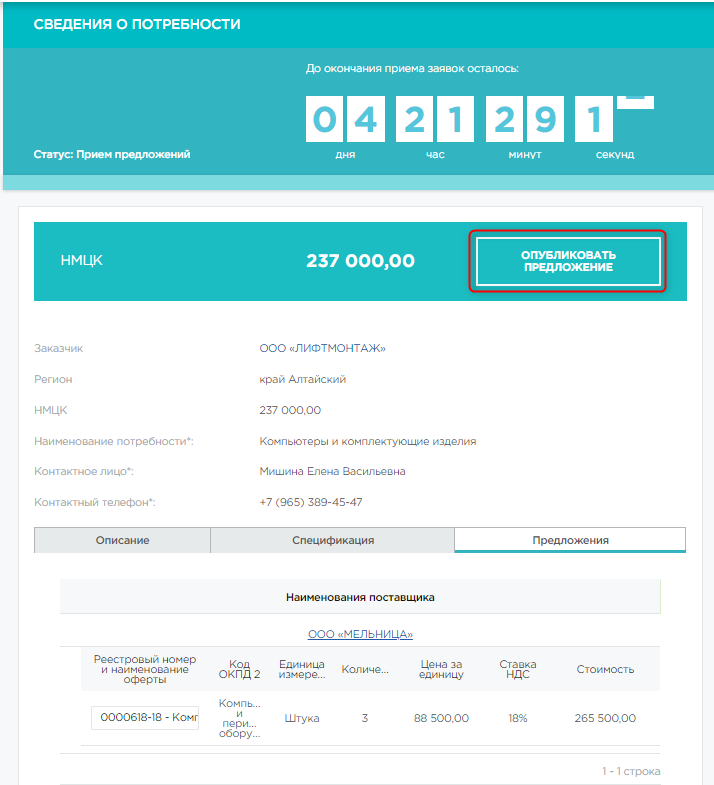 СВЕДЕНИЯ О ПОТРЕБНОСТИ
До окончания приема заявок осталось:
04 21 29 1
Статус: Прием предложений
дня час минут секунд
НМЦК 237 000,00 ОПУБЛИКОВАТЬ
ПРЕДЛОЖЕНИЕ
Заказчик ООО «ЛИФТМОНТАЖ»
Регион край Алтайский
НМЦК 237 000,00
Наименование потребности*: Компьютеры и комплектующие изделия
Контактное лицо*: Мишина Елена Васильевна
Контактный телефон*: +7 (965) 389-45-47
Описание Спецификация Предложения
Наименования поставщика
ООО «МЕЛЬНИЦА»
Реестровый номер
и наименование
оферты
Код
ОКПД 2
Единица
измере...
Количе...
Цена за
единицу
Ставка
НДС
Стоимость
0000618-18 - Комп
Компь...
и
пери...
обору...
Штука
3
88 500,00
18%
265 500,00
1 - 1 строка